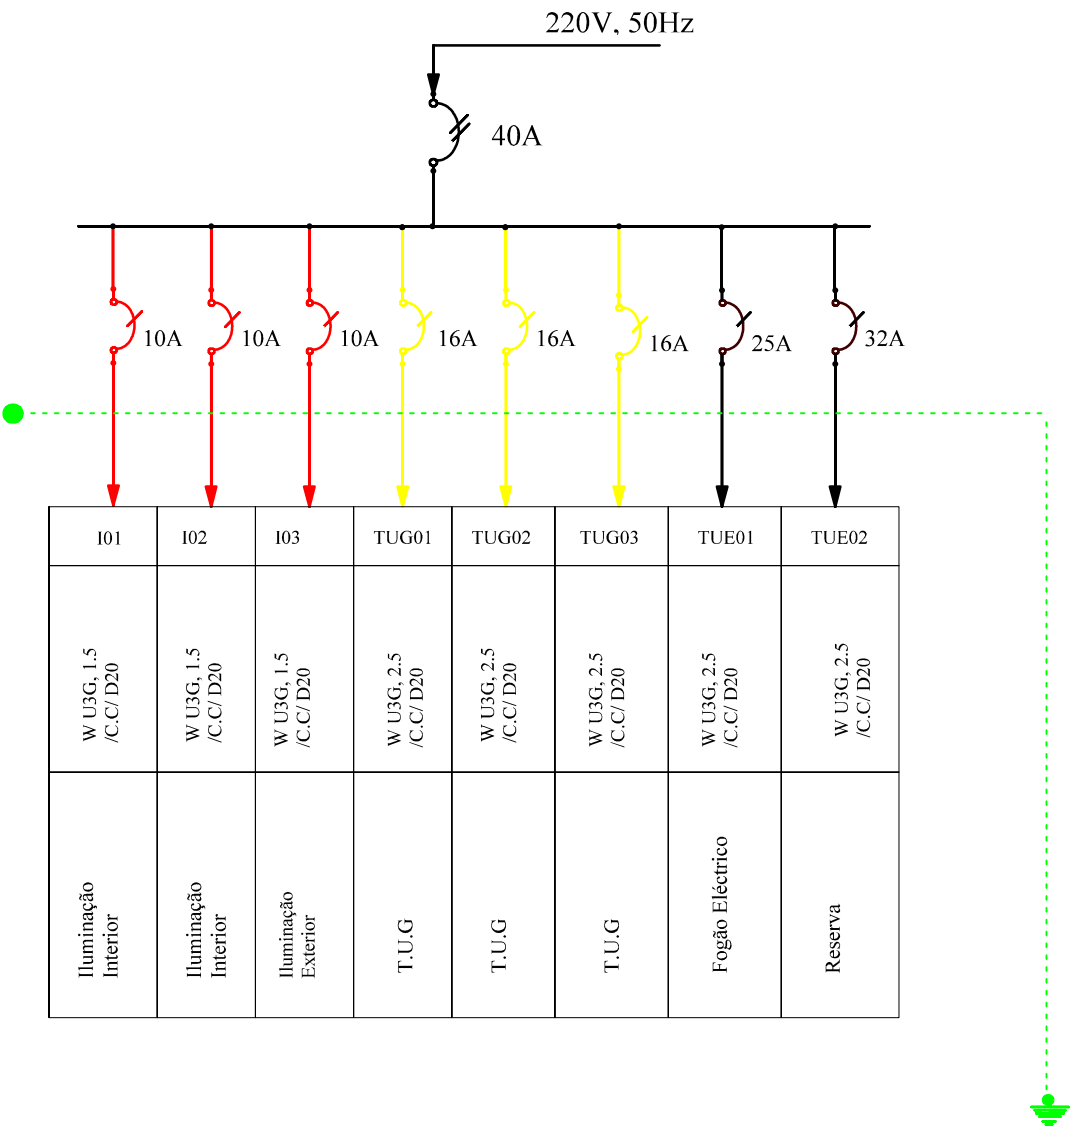 220V, 50Hz
40A
10A
10A
10A
16A
16A
16A
25A
32A
I01
I02
I03
TUG01
TUG02
TUG03
TUE01
TUE02
W U3G, 1.5
/C.C/ D20
W U3G, 1.5
/C.C/ D20
W U3G, 1.5
/C.C/ D20
W U3G, 2.5
/C.C/ D20
W U3G, 2.5
/C.C/ D20
W U3G, 2.5
/C.C/ D20
W U3G, 2.5
/C.C/ D20
W U3G, 2.5
/C.C/ D20
Iluminação
Interior
Iluminação
Interior
Iluminação
Exterior
T.U.G
T.U.G
T.U.G
Fogão Eléctrico
Reserva